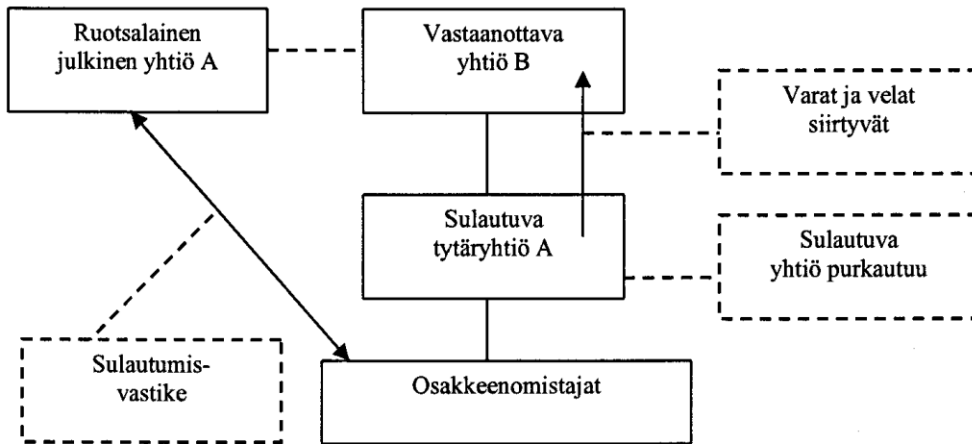 Ruotsalainen
julkinen yhtiö A
Vastaanottava
yhtiö B
Varat ja velat
siirtyvät
Sulautuva
tytäryhtiö A
Sulautuva
yhtiö purkautuu
Sulautumis-
vastike
Osakkeenomistajat